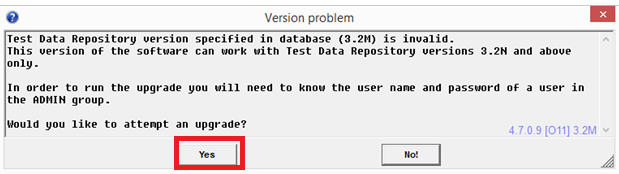 Version problem
Test Data Repository version specified in database (3.2M) is invalid.
This version of the software can work with Test Data Repository versions 3.2N and above
only.
In order to run the upgrade you will need to know the user name and password of a user in
the ADMIN group.
Would you like to attempt an upgrade?
4.7.0.9 [O11] 3.2M
Yes
No!